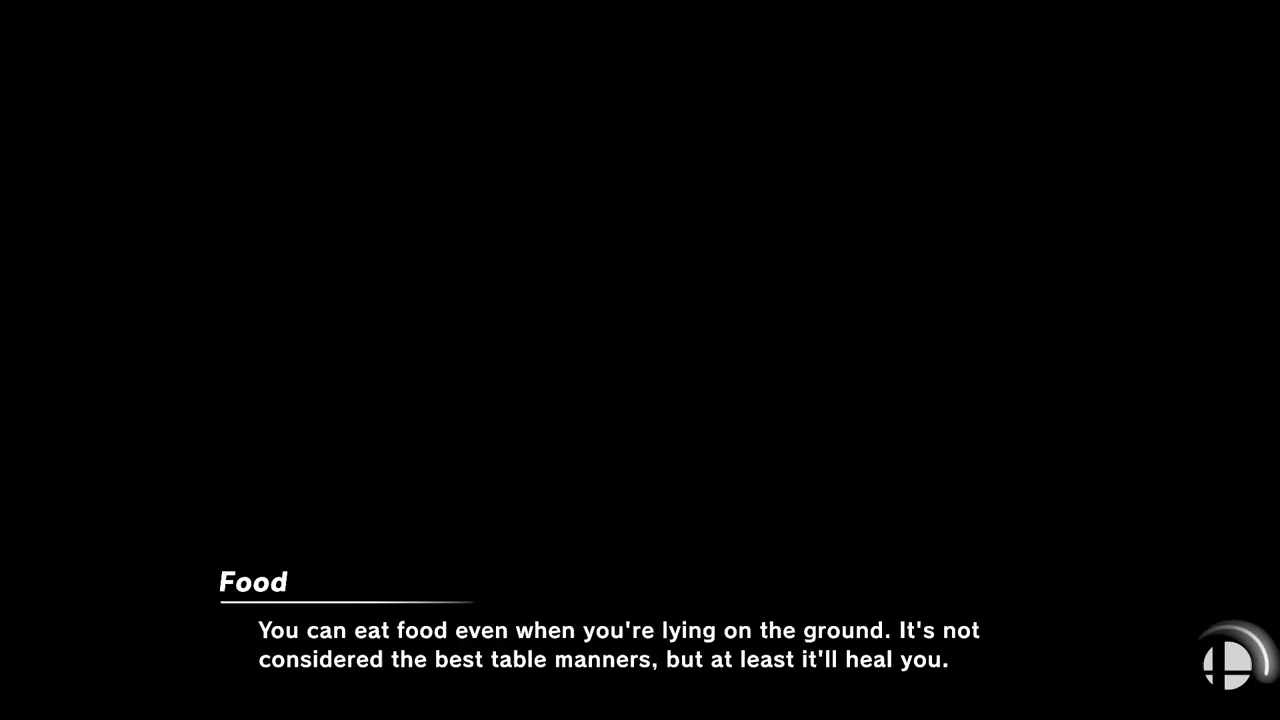 Food
You can eat food even when you're lying on the ground. It's not
considered the best table manners, but at least it'll heal you.